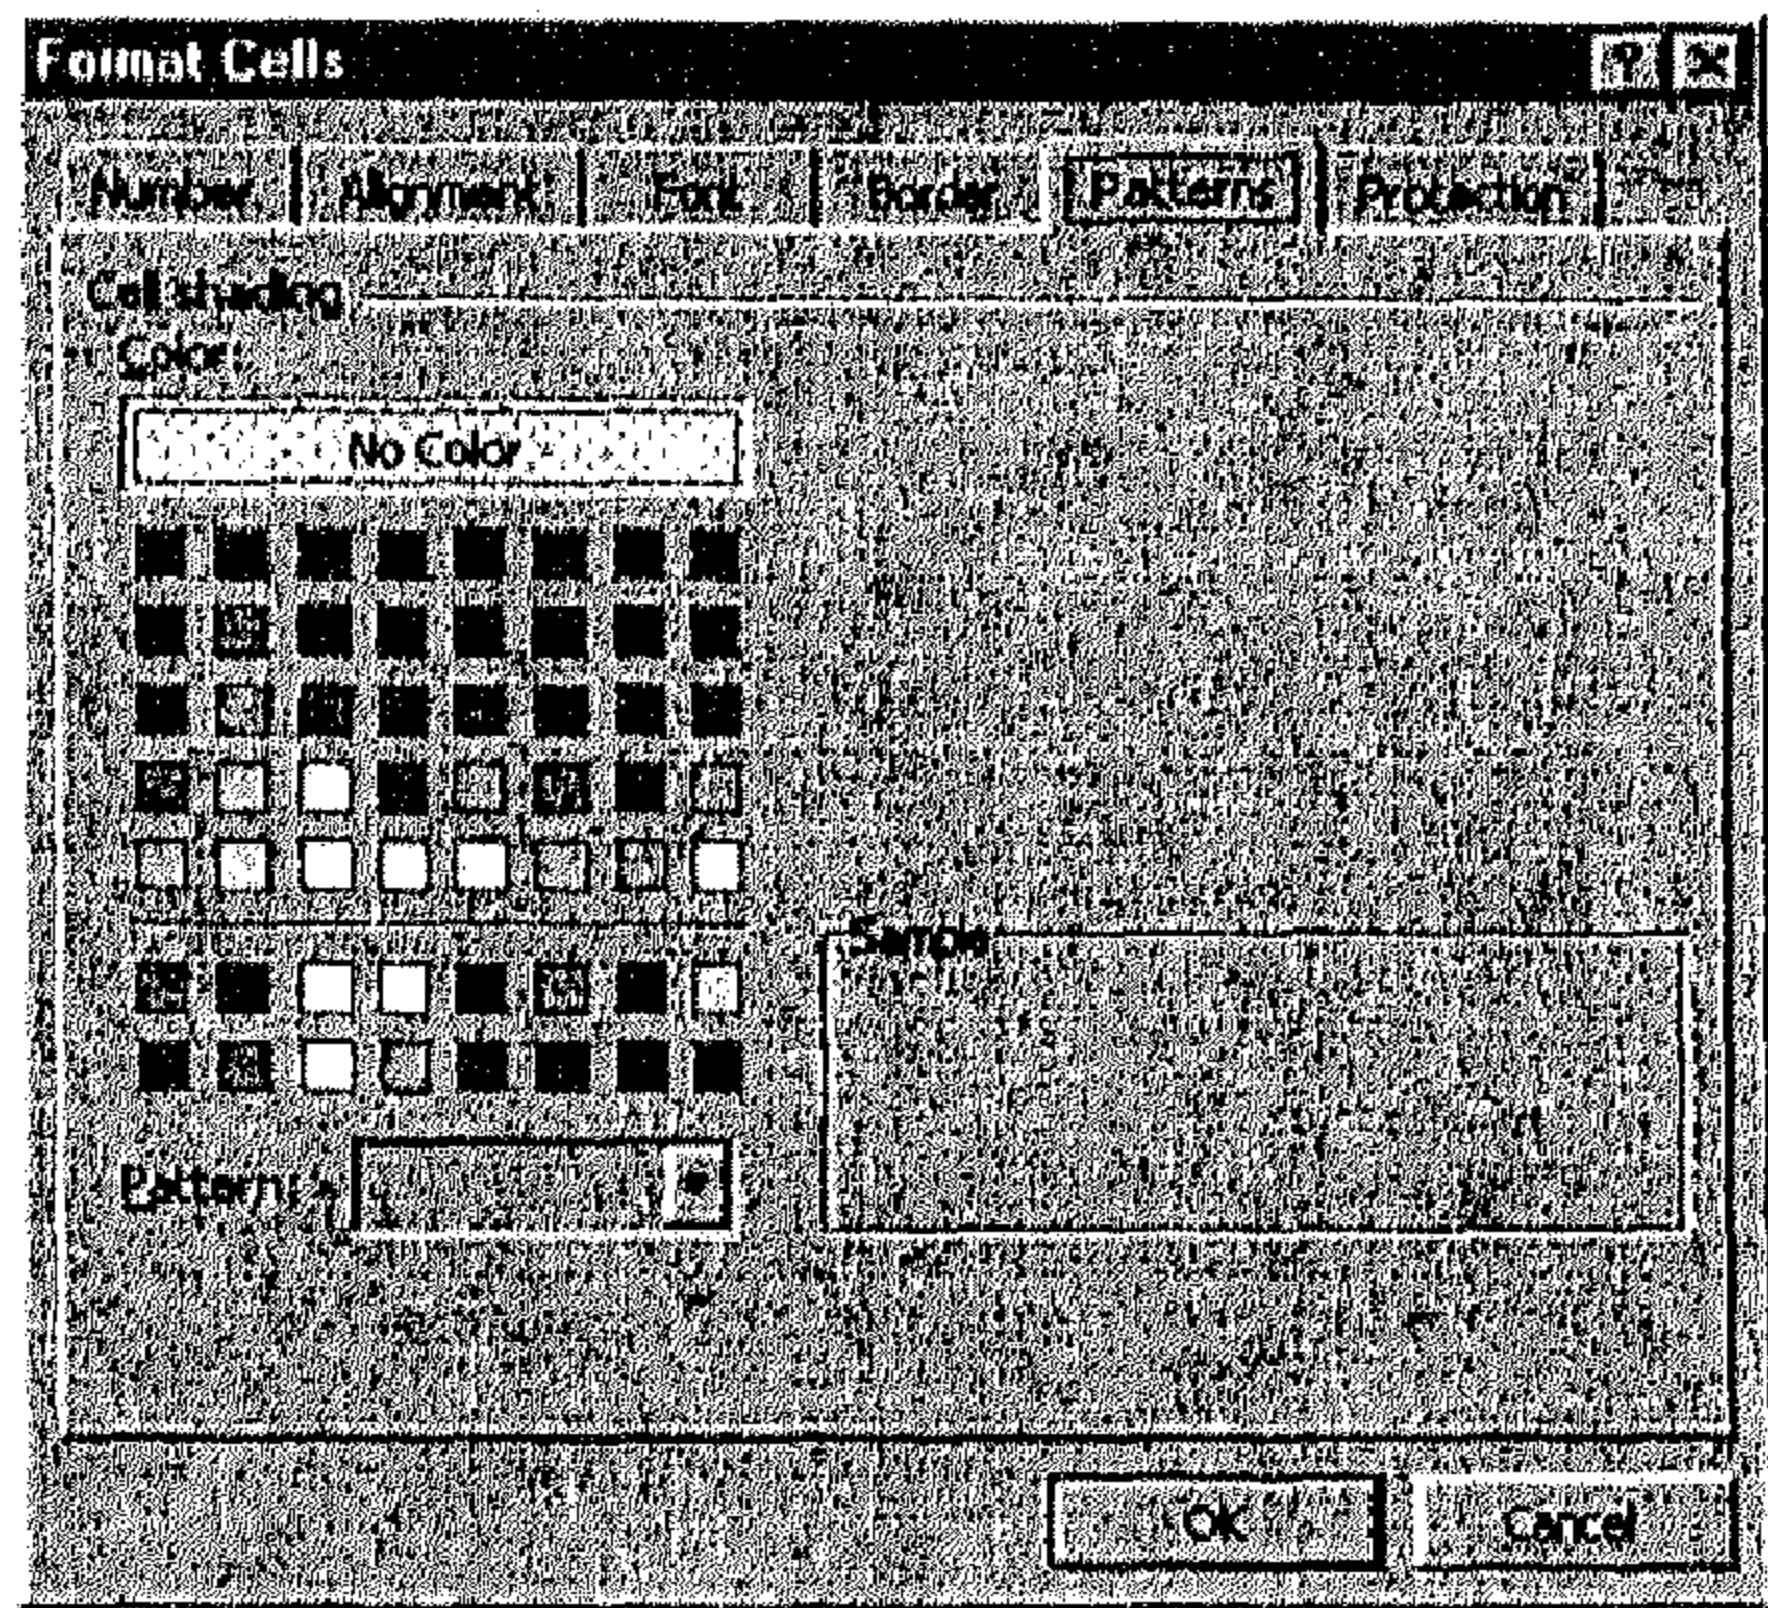 Format Cells
Number Alignment Font Border Patterns Protection
Cell shading
Color:
No Color
Sample
Pattern:
OK Cancel